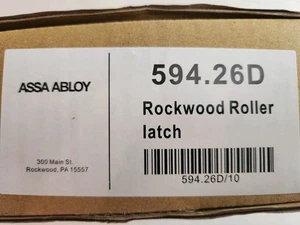 ASSA ABLOY
300 Main St.
Rockwood, PA 15557
594.26D
Rockwood Roller
latch
594.26D/10